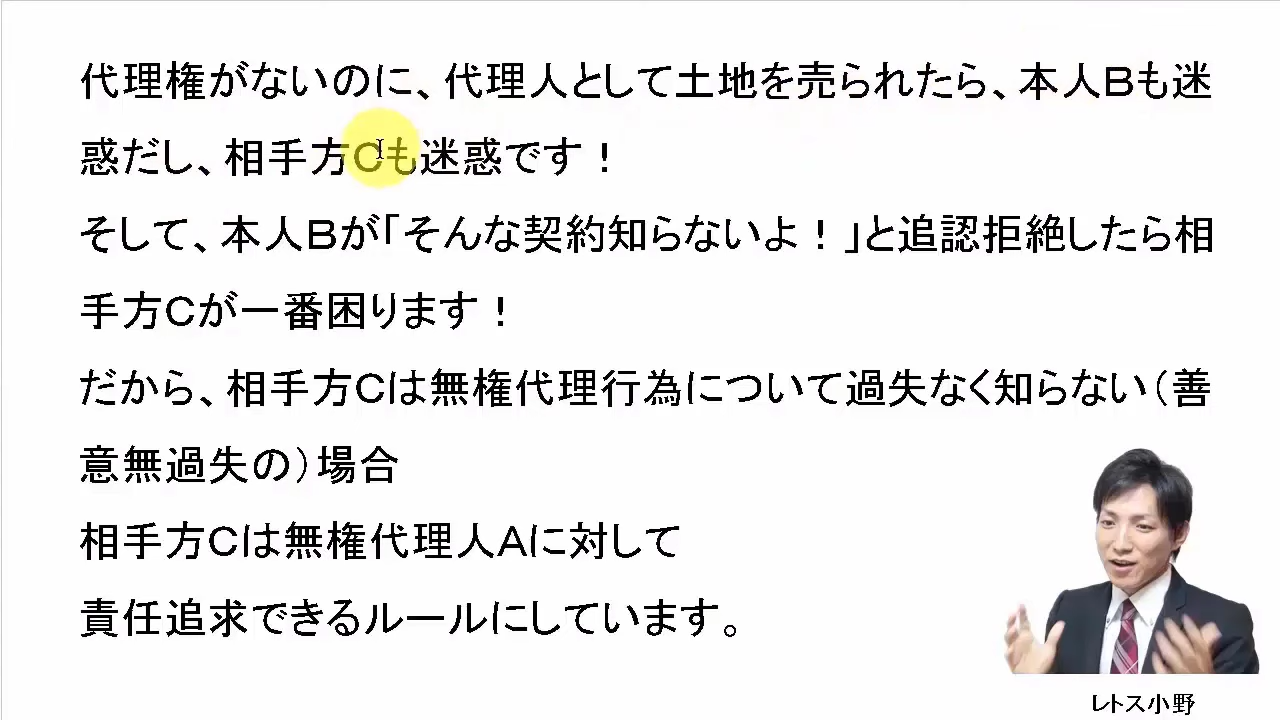 代理権がないのに、代理人として土地を売られたら、本人Ｂも迷
惑だし、相手方Ｃも迷惑です！
そして、本人Ｂが「そんな契約知らないよ！」と追認拒絶したら相
手方Ｃが一番困ります！
だから、相手方Ｃは無権代理行為について過失なく知らない（善
意無過失の）場合
相手方Ｃは無権代理人Ａに対して
責任追求できるルールにしています。
レトス小野